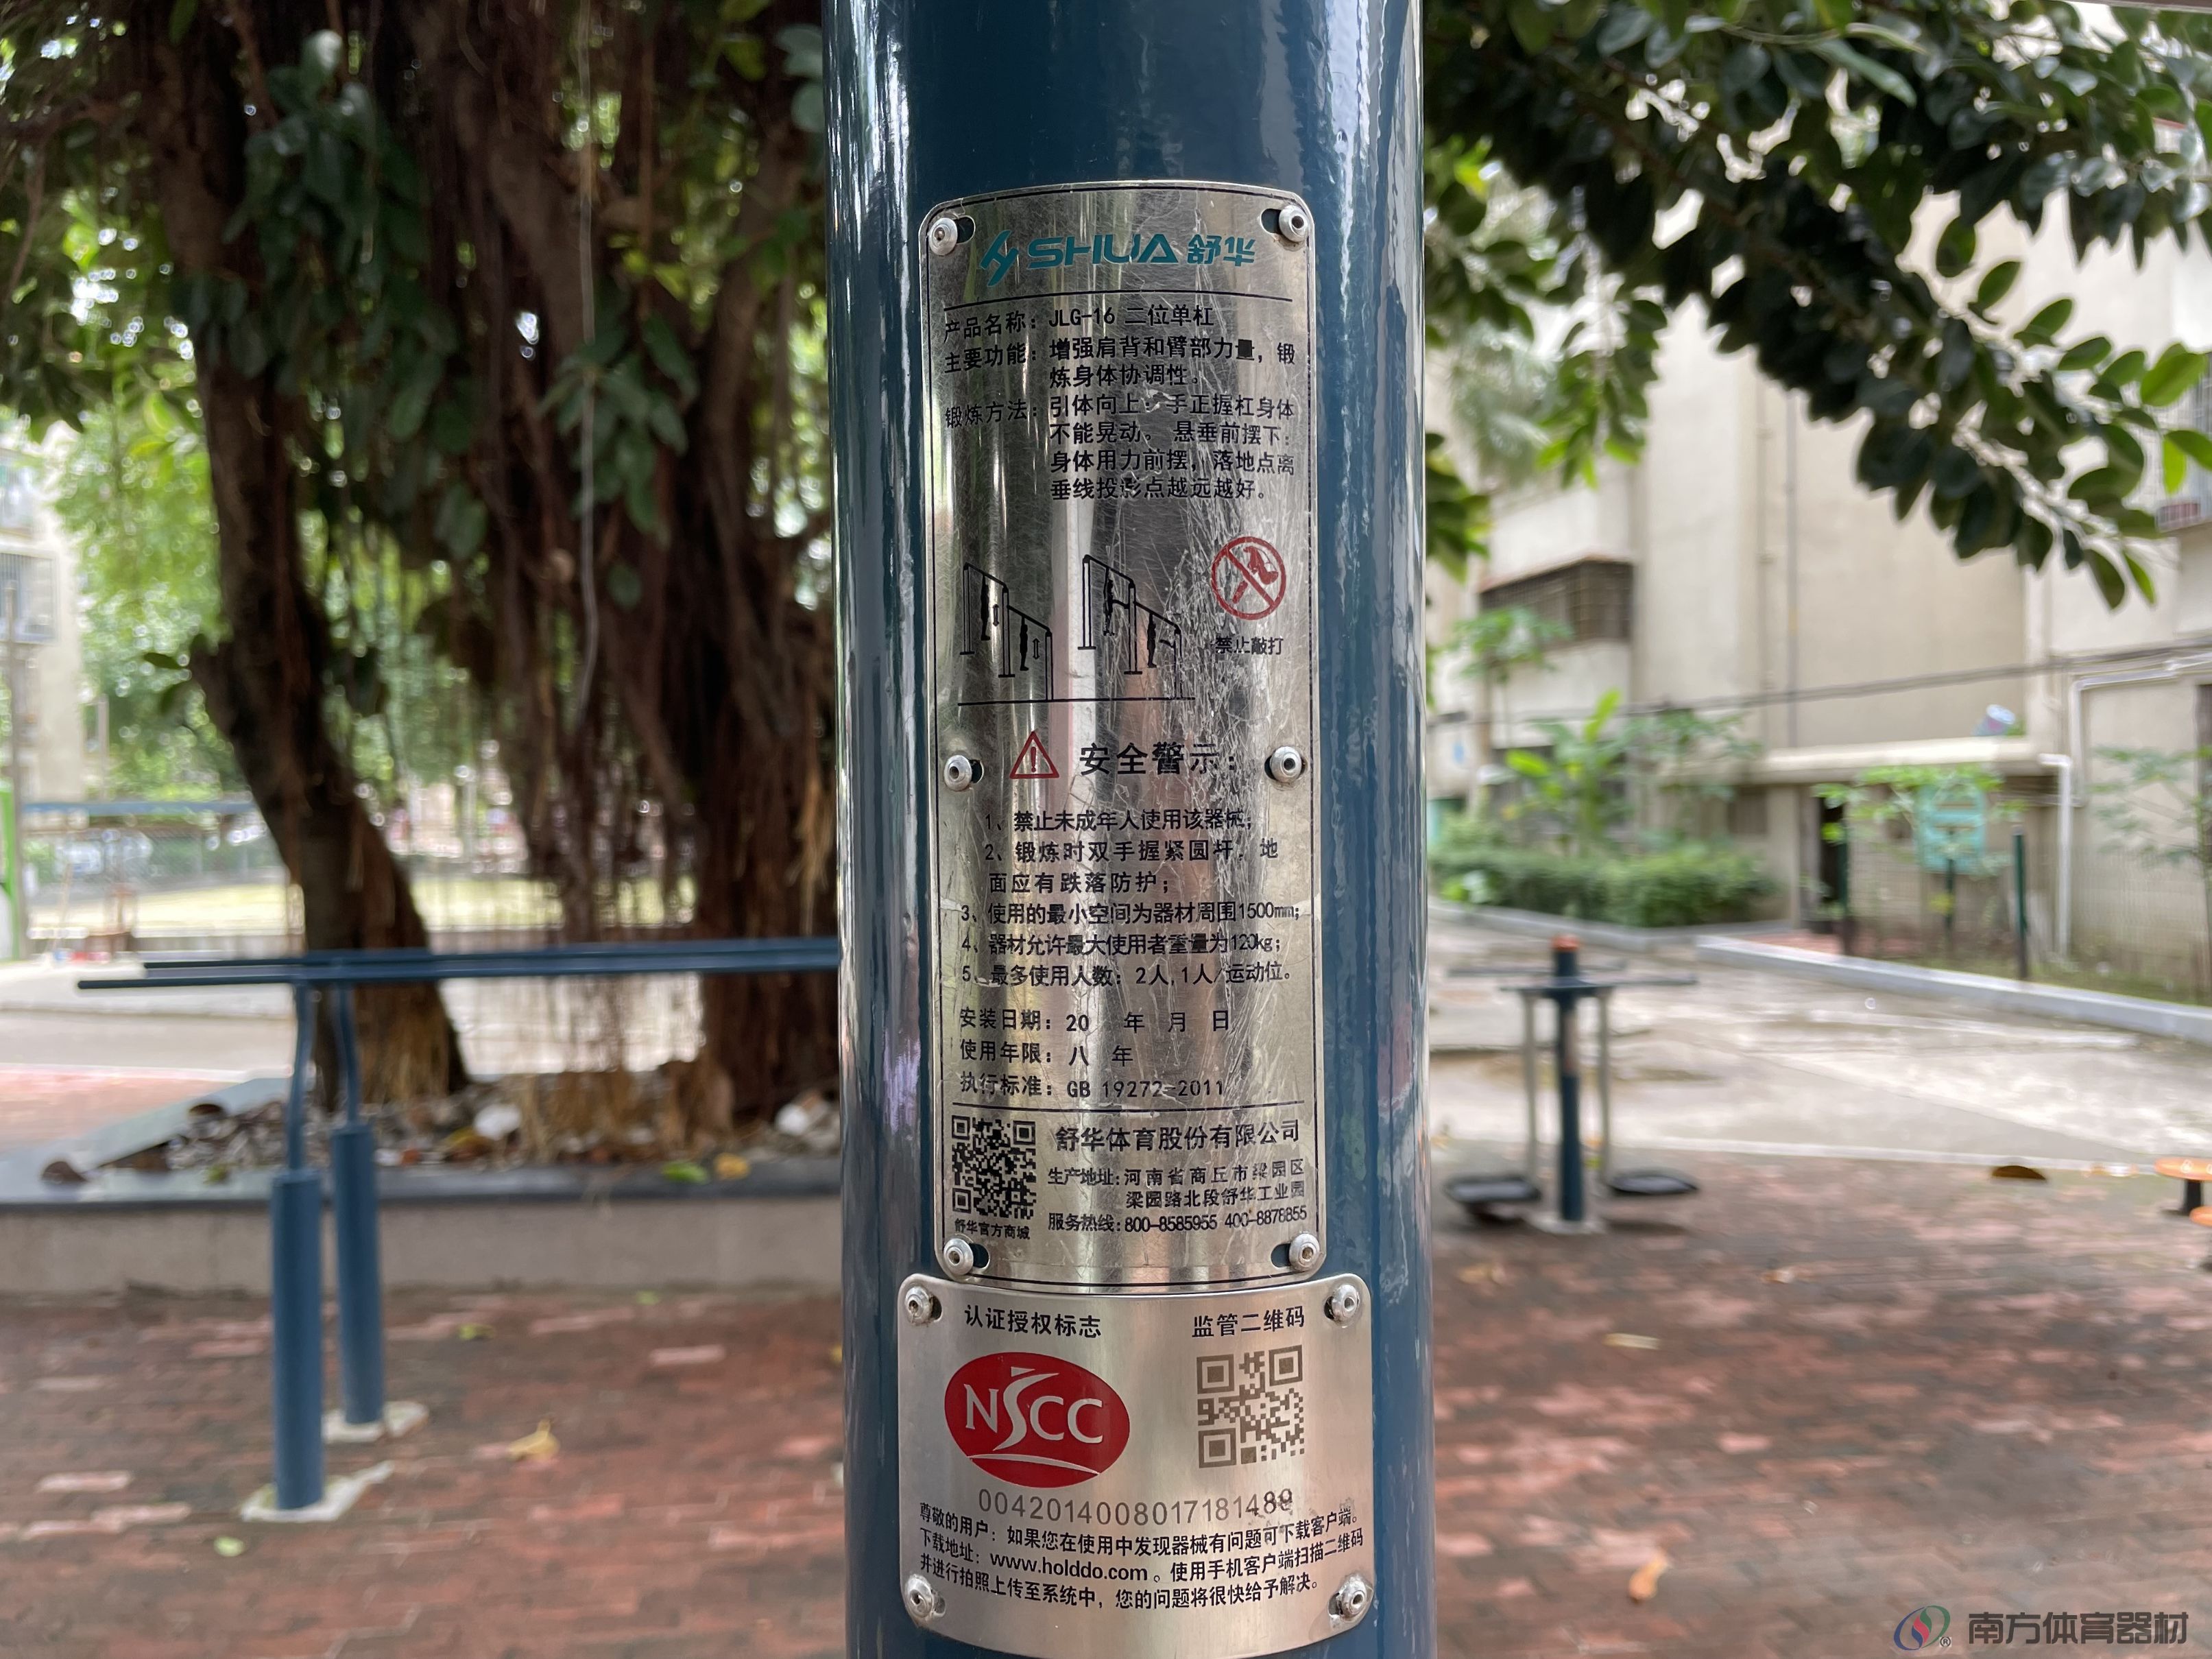 SHUA 舒华
产品名称：JLG-16 二位单杠
主要功能：增强肩背和臂部力量，锻
炼身体协调性。
锻炼方法：引体向上：手正握杠身体
不能晃动。悬垂前摆下：
身体用力前摆，落地点离
垂线投影点越远越好。
禁止敲打
安全警示：
1、禁止未成年人使用该器械；
2、锻炼时双手握紧圆杆，地
面应有跌落防护；
3、使用的最小空间为器材周围1500mm；
4、器材允许最大使用者重量为120kg；
5、最多使用人数：2人,1人/运动位。
安装日期：20 年 月 日
使用年限：八 年
执行标准：GB 19272-2011
舒华体育股份有限公司
生产地址：河南省商丘市梁园区
梁园路北段舒华工业园
服务热线：800-8585955 400-8878855
舒华官方商城
认证授权标志 监管二维码
NSCC
0042014008017181489
尊敬的用户：如果您在使用中发现器械有问题可下载客户端。
下载地址：www.holddo.com。使用手机客户端扫描二维码
并进行拍照上传至系统中，您的问题将很快给予解决。
南方体育器材